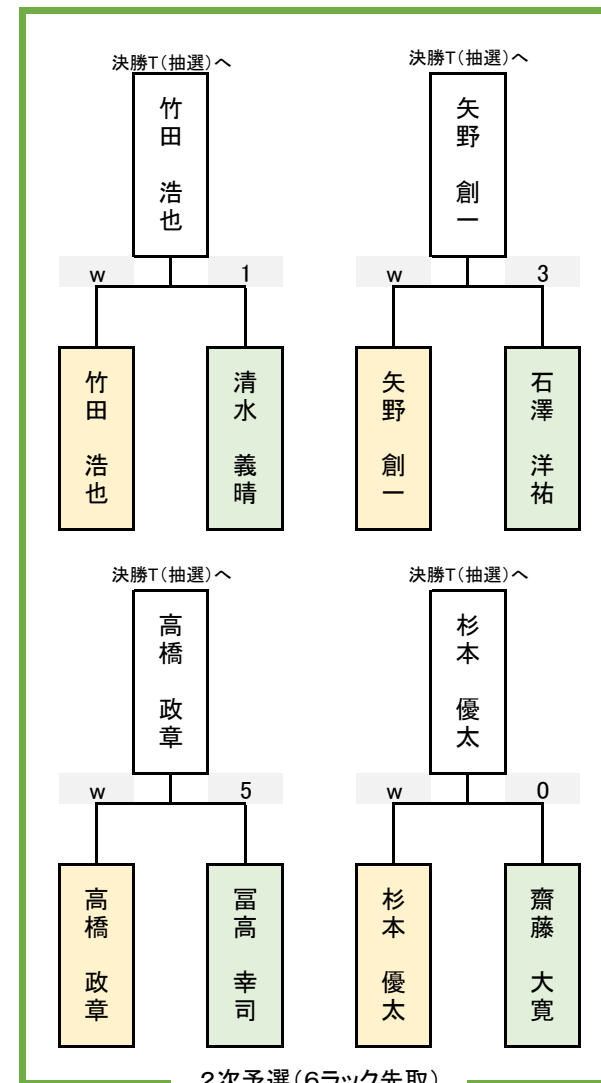 決勝T(抽選)へ
竹田 浩也
w 1
竹田 浩也
清水 義晴
決勝T(抽選)へ
矢野 創一
w 3
矢野 創一
石澤 洋祐
決勝T(抽選)へ
高橋 政章
w 5
高橋 政章
冨高 幸司
決勝T(抽選)へ
杉本 優太
w 0
杉本 優太
齋藤 大寛
2次予選(6ラック先取)